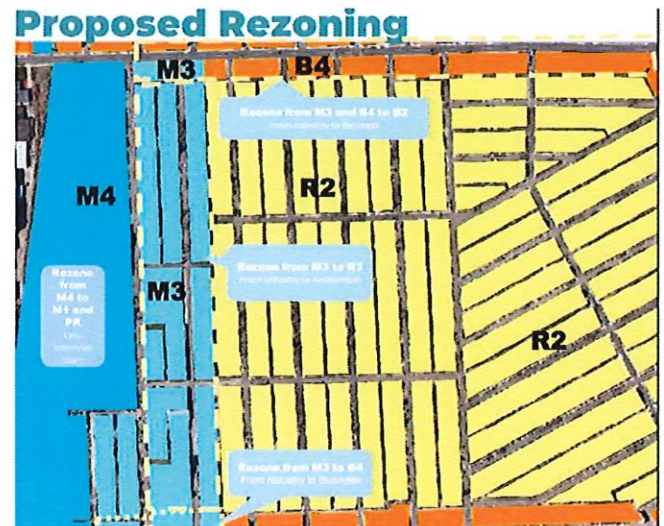 Proposed Rezoning
M3
B4
Rezone from M3 and B4 to B2
From Industry to Business
M4
R2
Rezone from M3 to R3
From Industry to Residential
M3
Rezone
from
M4 to
M1 and
PR
R2
Rezone from M3 to B4
From Industry to Business